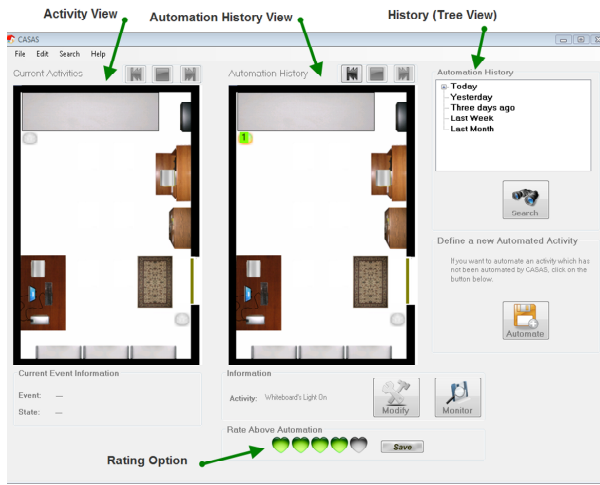 Activity View
Automation History View
History (Tree View)
CASAS
File Edit Search Help
Current Activities
Automation History
Automation History
Today
Yesterday
Three days ago
Last Week
Last Month
1
Search
Define a new Automated Activity
If you want to automate an activity which has
not been automated by CASAS, click on the
button below.
Automate
Current Event Information
Event: ---
State: ---
Information
Activity: Whiteboard's Light On
Modify
Monitor
Rate Above Automation
Save
Rating Option